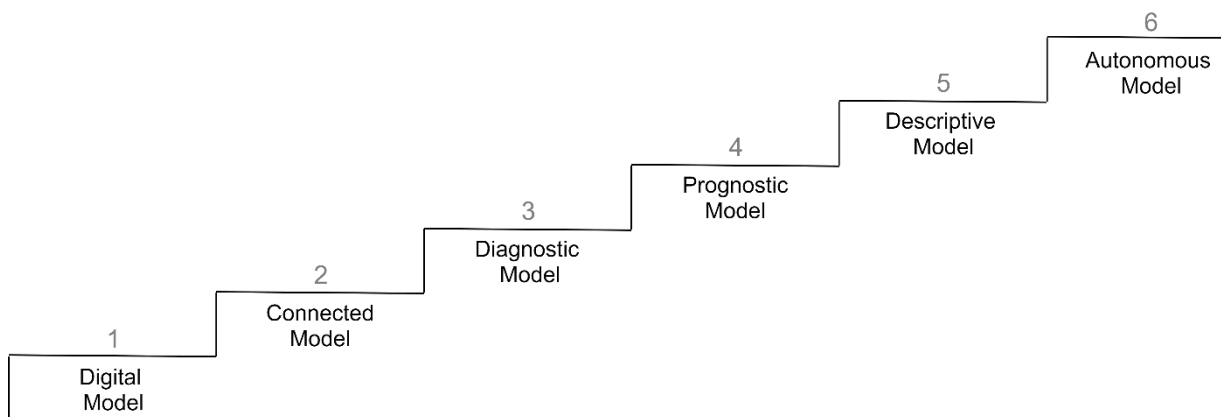 1
Digital
Model
2
Connected
Model
3
Diagnostic
Model
4
Prognostic
Model
5
Descriptive
Model
6
Autonomous
Model